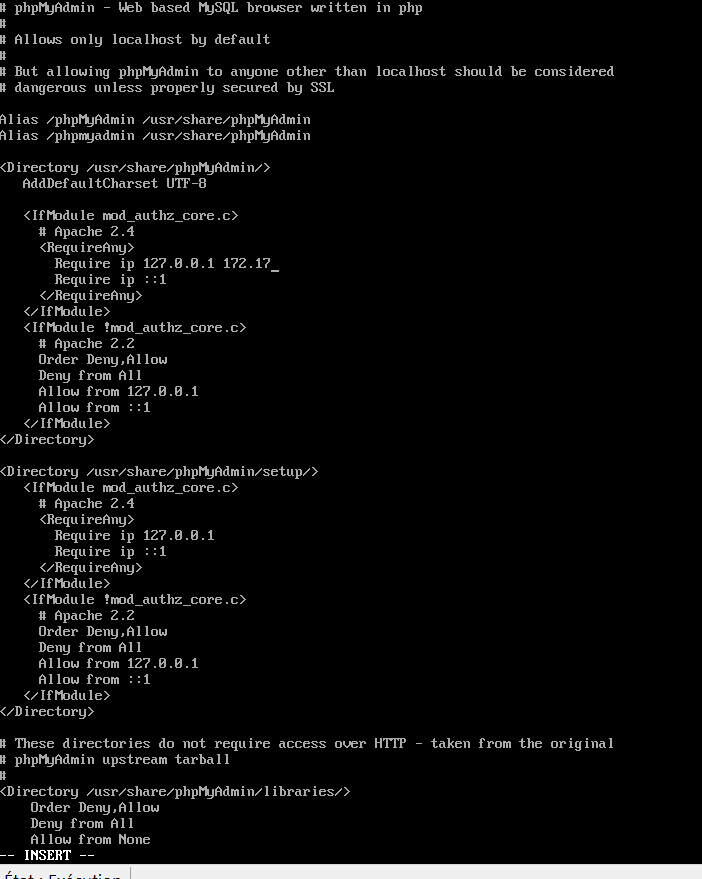 # phpMyAdmin - Web based MySQL browser written in php
#
# Allows only localhost by default
#
# But allowing phpMyAdmin to anyone other than localhost should be considered
# dangerous unless properly secured by SSL
Alias /phpMyAdmin /usr/share/phpMyAdmin
Alias /phpmyadmin /usr/share/phpMyAdmin
<Directory /usr/share/phpMyAdmin/>
AddDefaultCharset UTF-8
<IfModule mod_authz_core.c>
# Apache 2.4
<RequireAny>
Require ip 127.0.0.1 172.17_
Require ip ::1
</RequireAny>
</IfModule>
<IfModule !mod_authz_core.c>
# Apache 2.2
Order Deny,Allow
Deny from All
Allow from 127.0.0.1
Allow from ::1
</IfModule>
</Directory>
<Directory /usr/share/phpMyAdmin/setup/>
<IfModule mod_authz_core.c>
# Apache 2.4
<RequireAny>
Require ip 127.0.0.1
Require ip ::1
</RequireAny>
</IfModule>
<IfModule !mod_authz_core.c>
# Apache 2.2
Order Deny,Allow
Deny from All
Allow from 127.0.0.1
Allow from ::1
</IfModule>
</Directory>
# These directories do not require access over HTTP - taken from the original
# phpMyAdmin upstream tarball
#
<Directory /usr/share/phpMyAdmin/libraries/>
Order Deny,Allow
Deny from All
Allow from None
-- INSERT --
État : Exécution